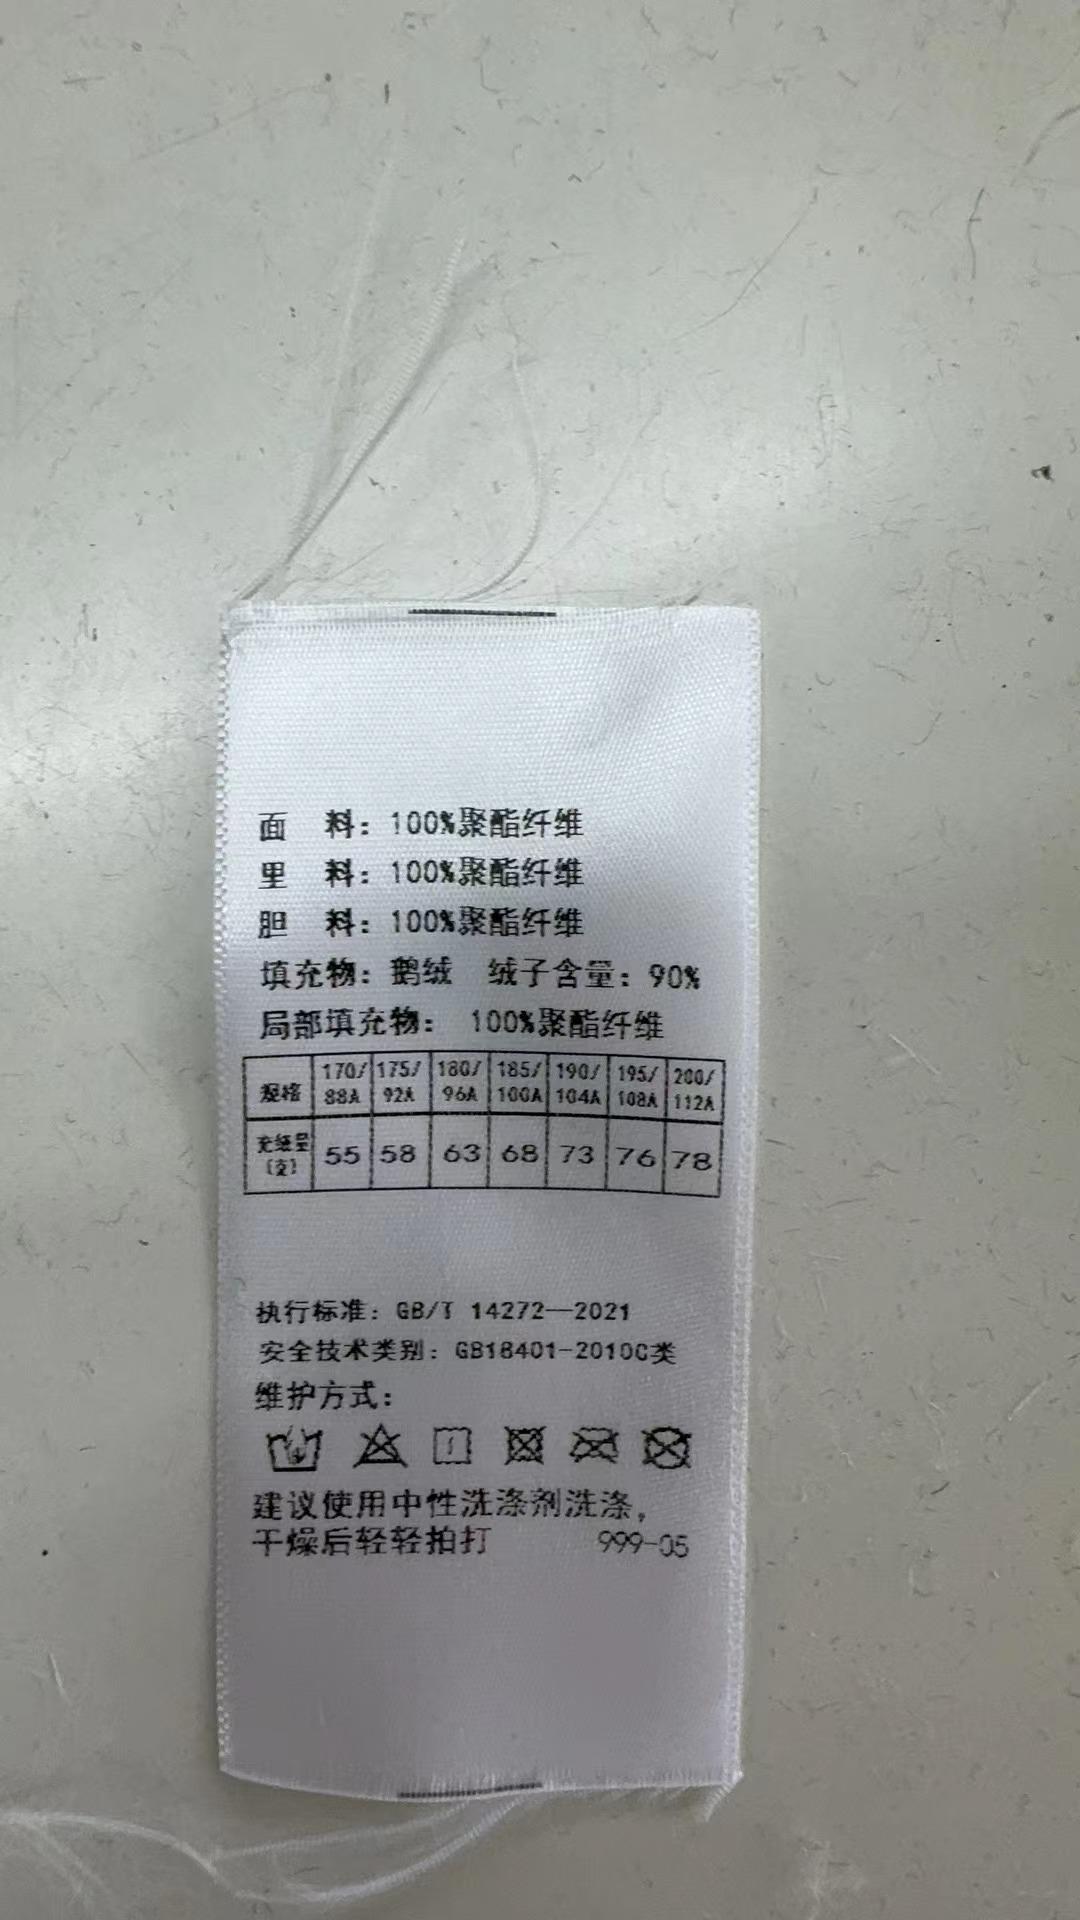 面 料：100%聚酯纤维
里 料：100%聚酯纤维
胆 料：100%聚酯纤维
填充物：鹅绒 绒子含量：90%
局部填充物： 100%聚酯纤维
规格 170/88A 175/92A 180/96A 185/100A 190/104A 195/108A 200/112A
充绒量 55 58 63 68 73 76 78
执行标准：GB/T 14272—2021
安全技术类别：GB18401-2010C类
维护方式：
建议使用中性洗涤剂洗涤，
干燥后轻轻拍打 999-05